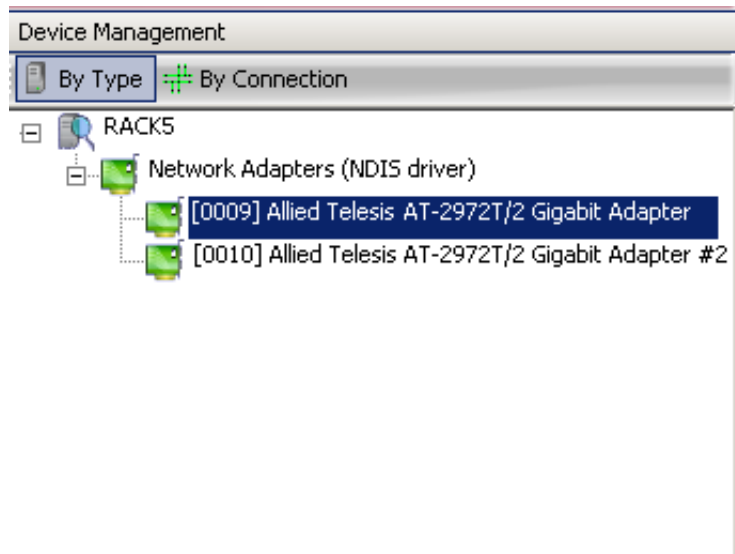 Device Management
By Type By Connection
RACK5
Network Adapters (NDIS driver)
[0009] Allied Telesis AT-2972T/2 Gigabit Adapter
[0010] Allied Telesis AT-2972T/2 Gigabit Adapter #2